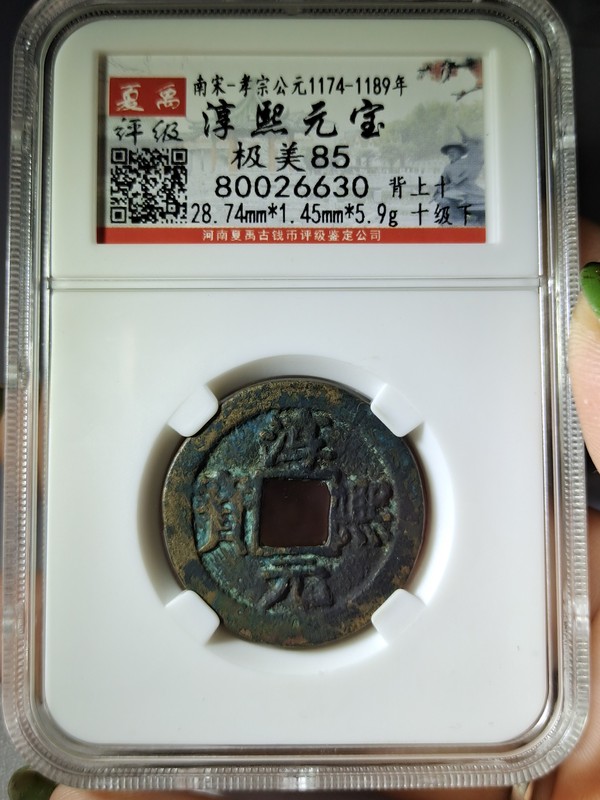 夏禹
评级
南宋-孝宗公元1174-1189年
淳熙元宝
极美85
80026630 背上十
28.74mm*1.45mm*5.9g 十级下
河南夏禹古钱币评级鉴定公司
淳熙元寶